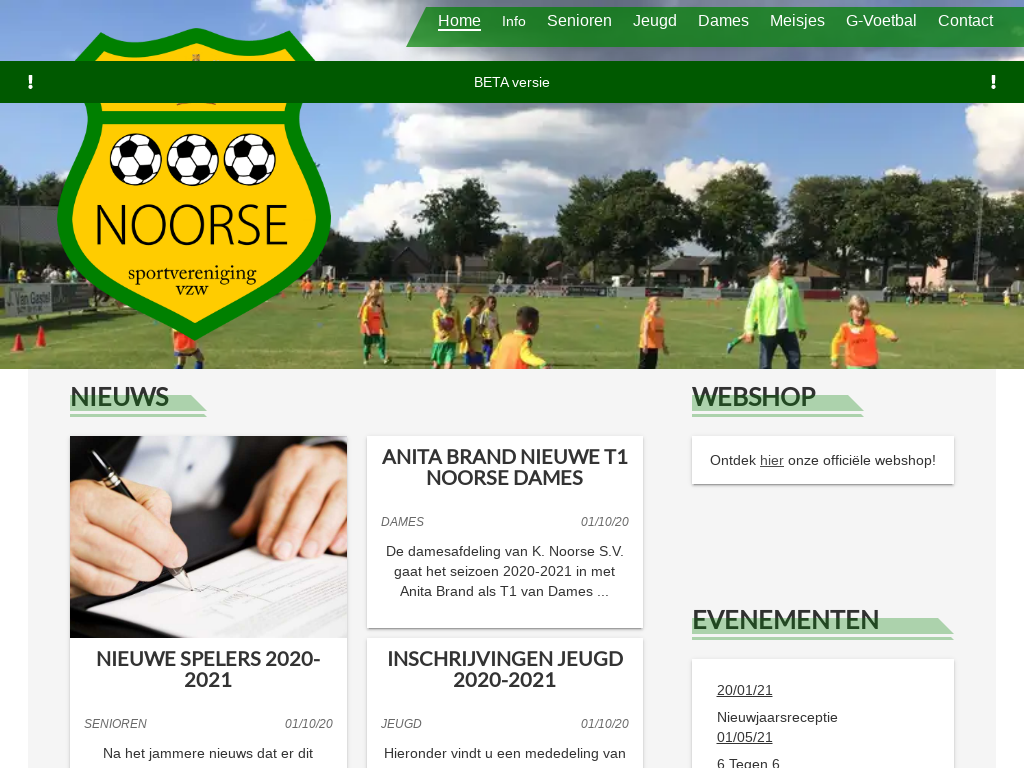 Home Info Senioren Jeugd Dames Meisjes G-Voetbal Contact
BETA versie
NOORSE
sportvereniging
vzw
NIEUWS
NIEUWE SPELERS 2020-
2021
SENIOREN 01/10/20
Na het jammere nieuws dat er dit
ANITA BRAND NIEUWE T1
NOORSE DAMES
DAMES 01/10/20
De damesafdeling van K. Noorse S.V.
gaat het seizoen 2020-2021 in met
Anita Brand als T1 van Dames ...
INSCHRIJVINGEN JEUGD
2020-2021
JEUGD 01/10/20
Hieronder vindt u een mededeling van
WEBSHOP
Ontdek hier onze officiële webshop!
EVENEMENTEN
20/01/21
Nieuwjaarsreceptie
01/05/21
6 Tegen 6